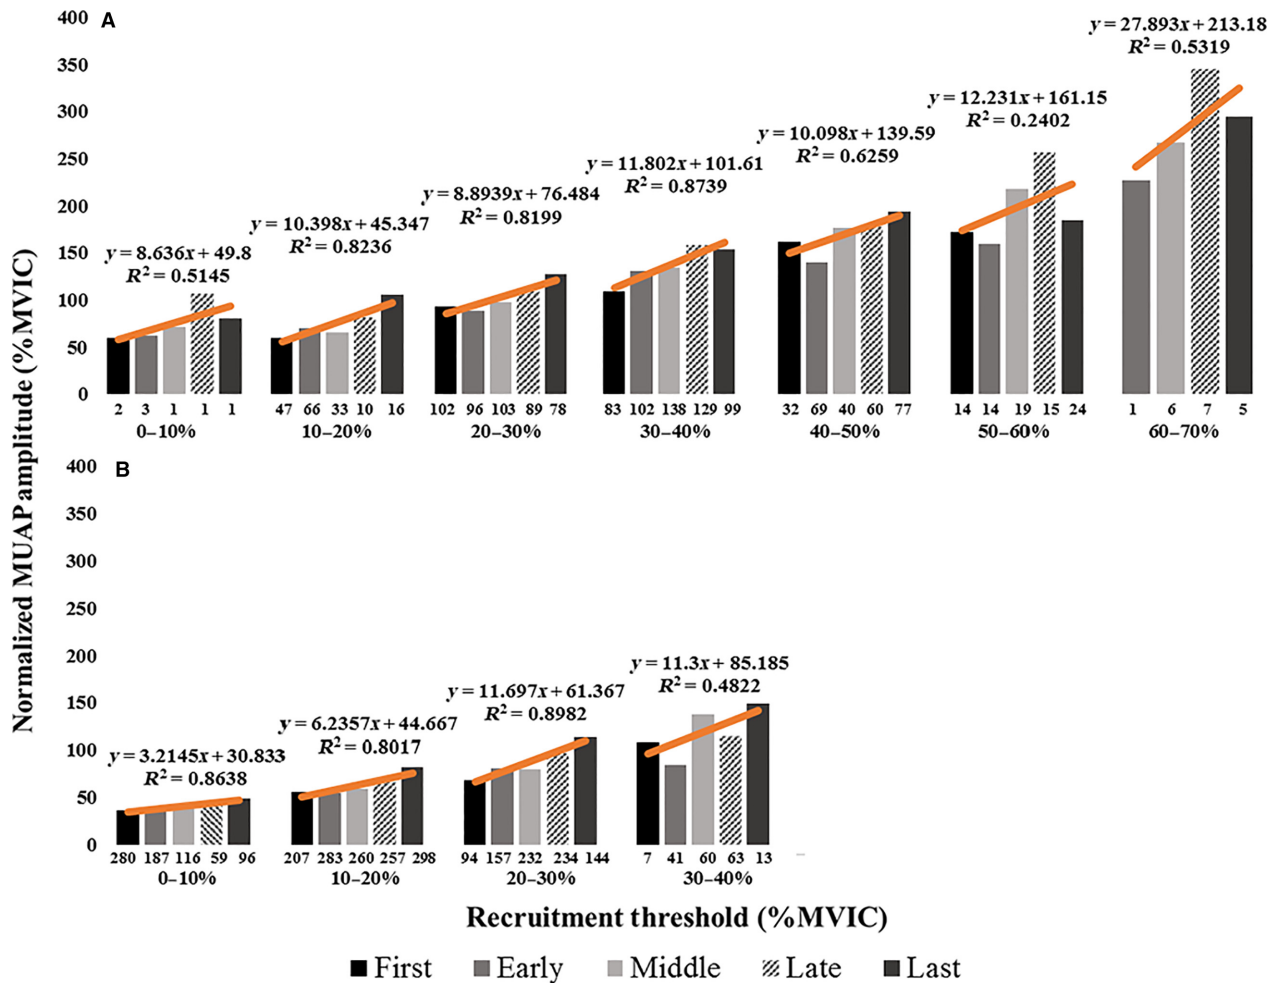 A
400
350
300
250
200
150
100
50
0
y = 8.636x + 49.8
R² = 0.5145
y = 10.398x + 45.347
R² = 0.8236
y = 8.8939x + 76.484
R² = 0.8199
y = 11.802x + 101.61
R² = 0.8739
y = 10.098x + 139.59
R² = 0.6259
y = 12.231x + 161.15
R² = 0.2402
y = 27.893x + 213.18
R² = 0.5319
2 3 1 1 1 47 66 33 10 16 102 96 103 89 78 83 102 138 129 99 32 69 40 60 77 14 14 19 15 24 1 6 7 5
0–10% 10–20% 20–30% 30–40% 40–50% 50–60% 60–70%
Normalized MUAP amplitude (%MVIC)
B
400
350
300
250
200
150
100
50
0
y = 3.2145x + 30.833
R² = 0.8638
y = 6.2357x + 44.667
R² = 0.8017
y = 11.697x + 61.367
R² = 0.8982
y = 11.3x + 85.185
R² = 0.4822
280 187 116 59 96 207 283 260 257 298 94 157 232 234 144 7 41 60 63 13
0–10% 10–20% 20–30% 30–40%
Recruitment threshold (%MVIC)
First Early Middle Late Last